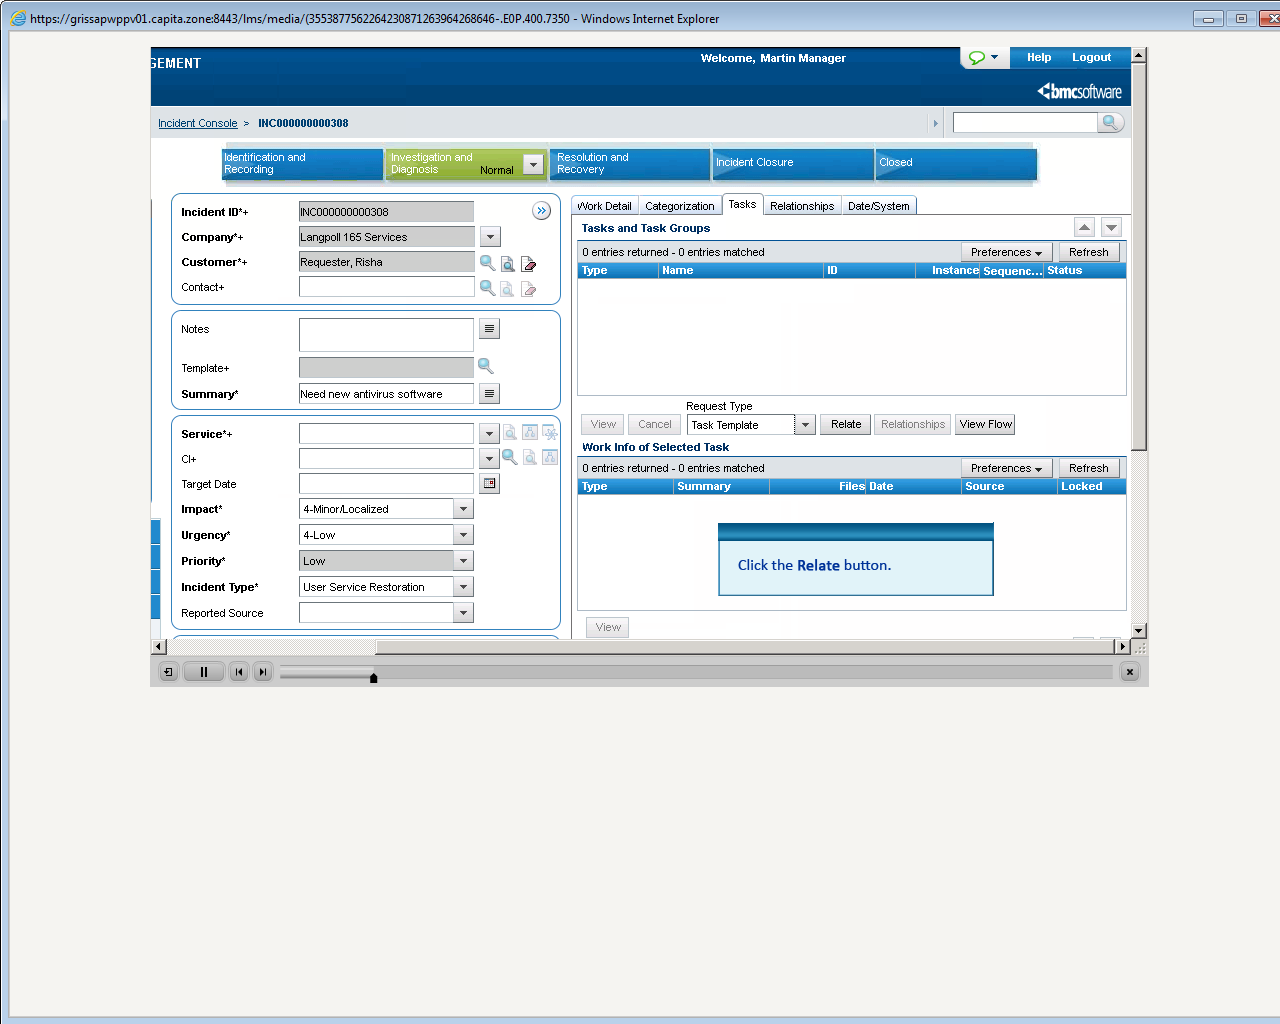 https://grissapwppv01.capita.zone:8443/lms/media/(3553877562264230871263964268646-.E0P.400.7350 - Windows Internet Explorer
GEMENT
Welcome, Martin Manager
Help
Logout
bmcsoftware
Incident Console > INC000000000308
Identification and Recording
Investigation and Diagnosis
Normal
Resolution and Recovery
Incident Closure
Closed
Incident ID*+ INC000000000308
Company*+ Langpoll 165 Services
Customer*+ Requester, Risha
Contact+
Notes
Template+
Summary* Need new antivirus software
Service*+
CI+
Target Date
Impact* 4-Minor/Localized
Urgency* 4-Low
Priority* Low
Incident Type* User Service Restoration
Reported Source
Work Detail Categorization Tasks Relationships Date/System
Tasks and Task Groups
0 entries returned - 0 entries matched Preferences Refresh
Type Name ID Instance Sequenc... Status
Request Type
View Cancel Task Template Relate Relationships View Flow
Work Info of Selected Task
0 entries returned - 0 entries matched Preferences Refresh
Type Summary Files Date Source Locked
Click the Relate button.
View